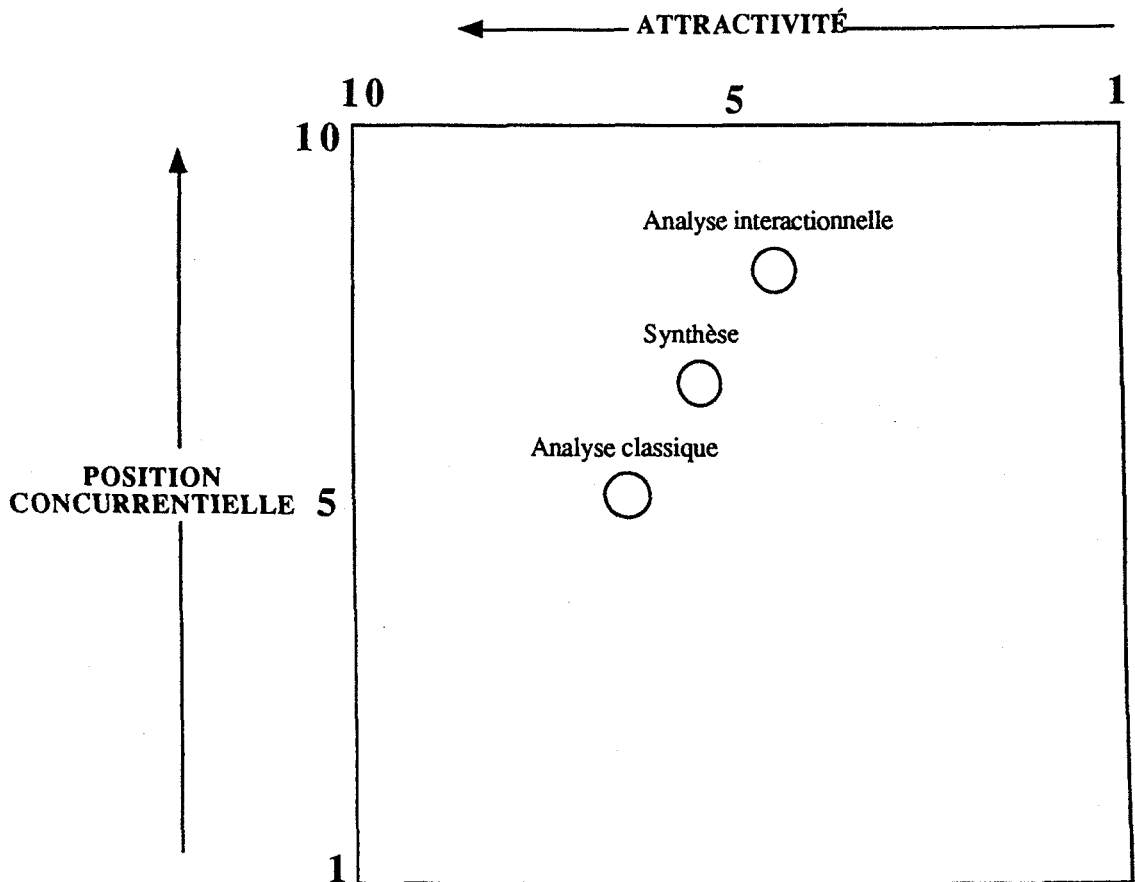 ATTRACTIVITÉ
10 5 1
10
Analyse interactionnelle
Synthèse
Analyse classique
POSITION
CONCURRENTIELLE 5
1